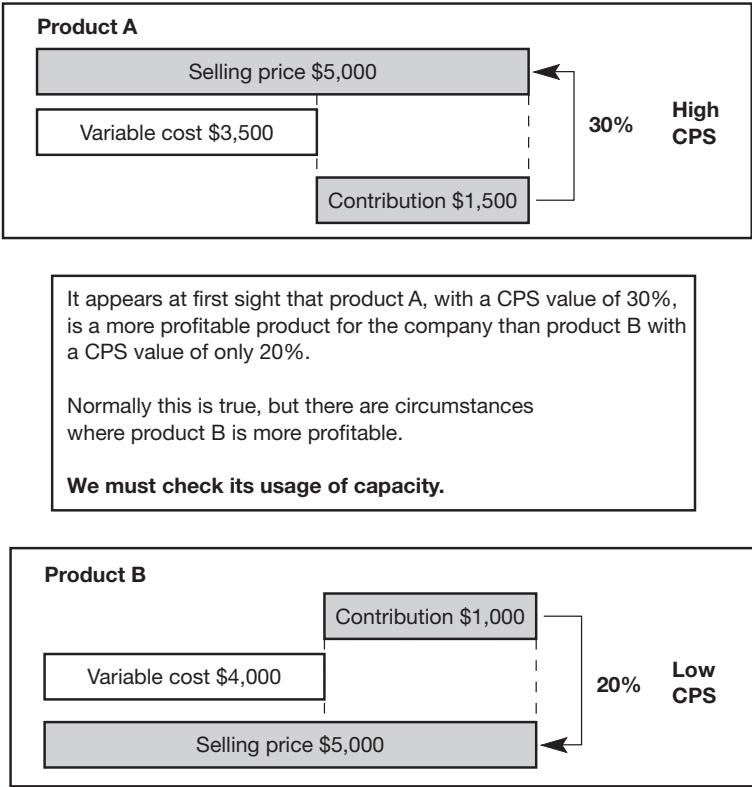 Product A
Selling price $5,000
Variable cost $3,500
Contribution $1,500
30%
High
CPS
It appears at first sight that product A, with a CPS value of 30%,
is a more profitable product for the company than product B with
a CPS value of only 20%.
Normally this is true, but there are circumstances
where product B is more profitable.
We must check its usage of capacity.
Product B
Contribution $1,000
Variable cost $4,000
20%
Low
CPS
Selling price $5,000